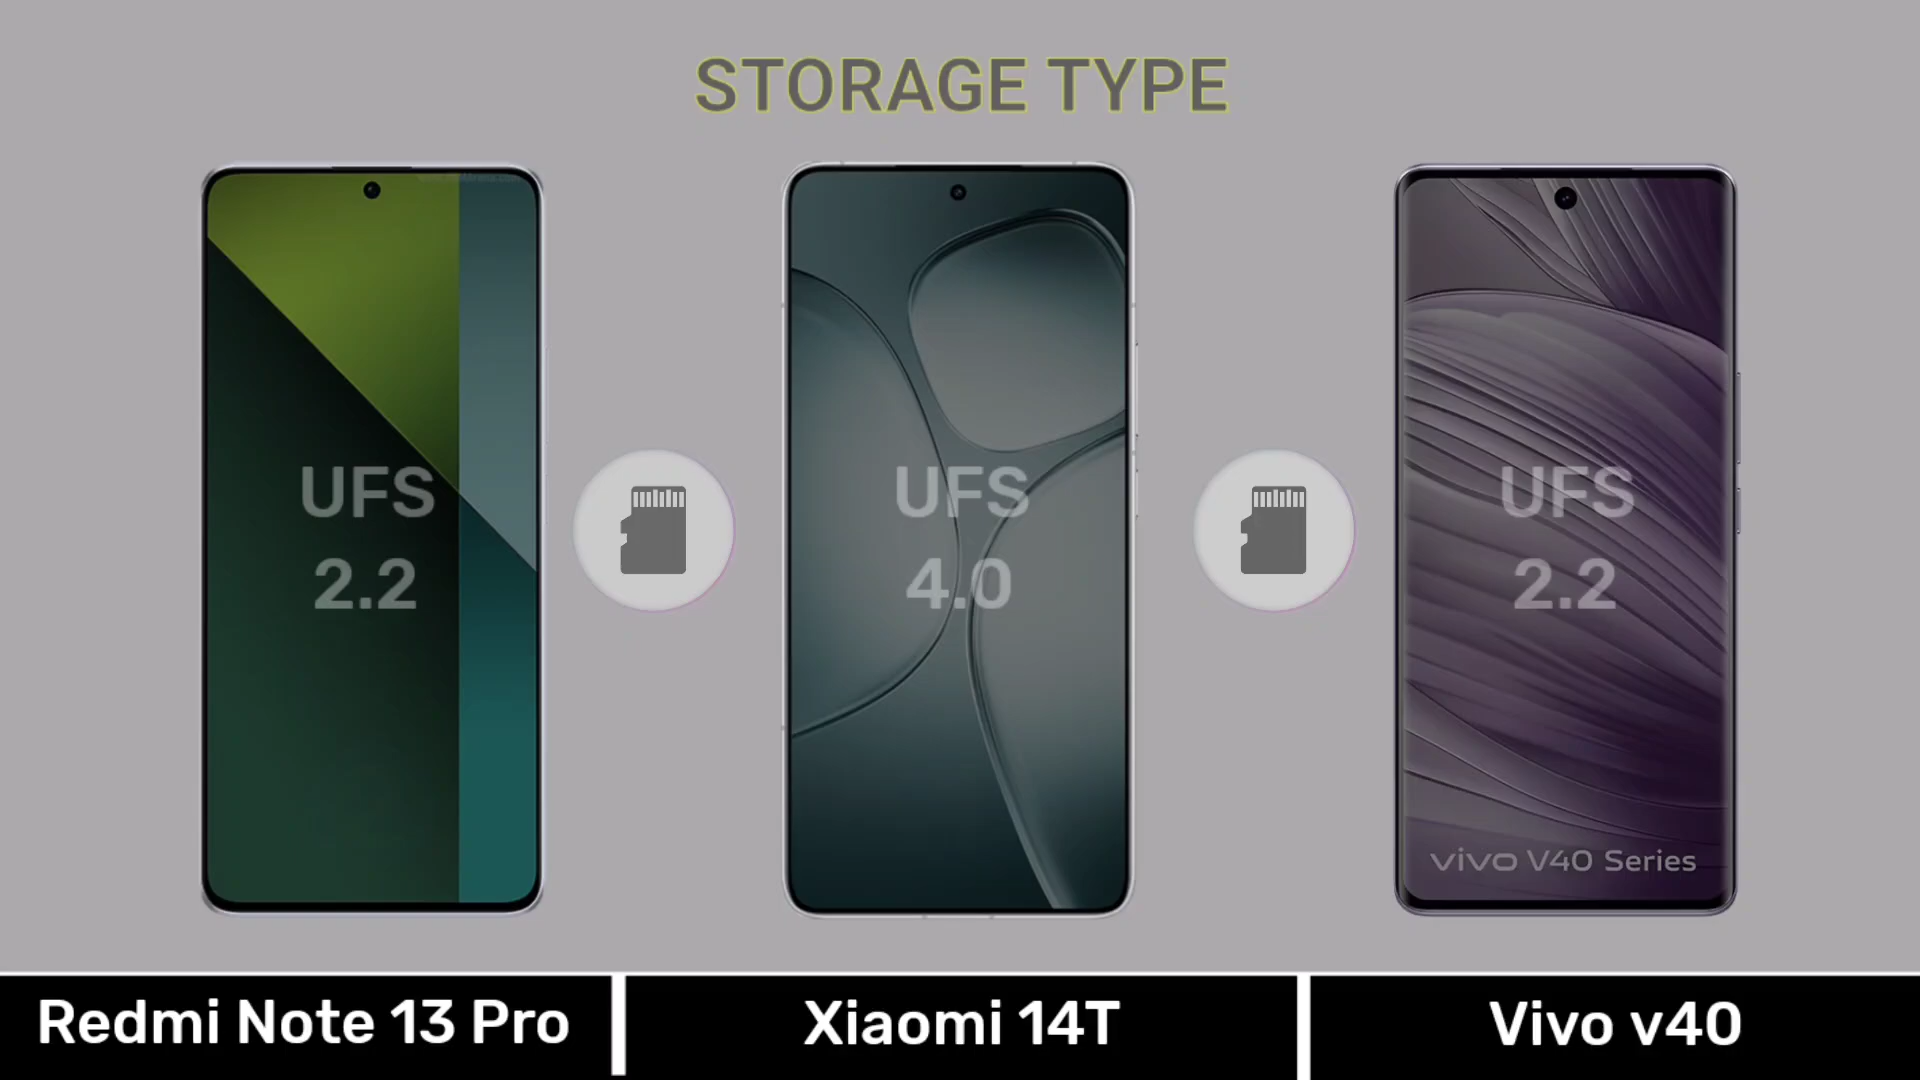 STORAGE TYPE
UFS
2.2
UFS
4.0
UFS
2.2
vivo V40 Series
Redmi Note 13 Pro
Xiaomi 14T
Vivo v40